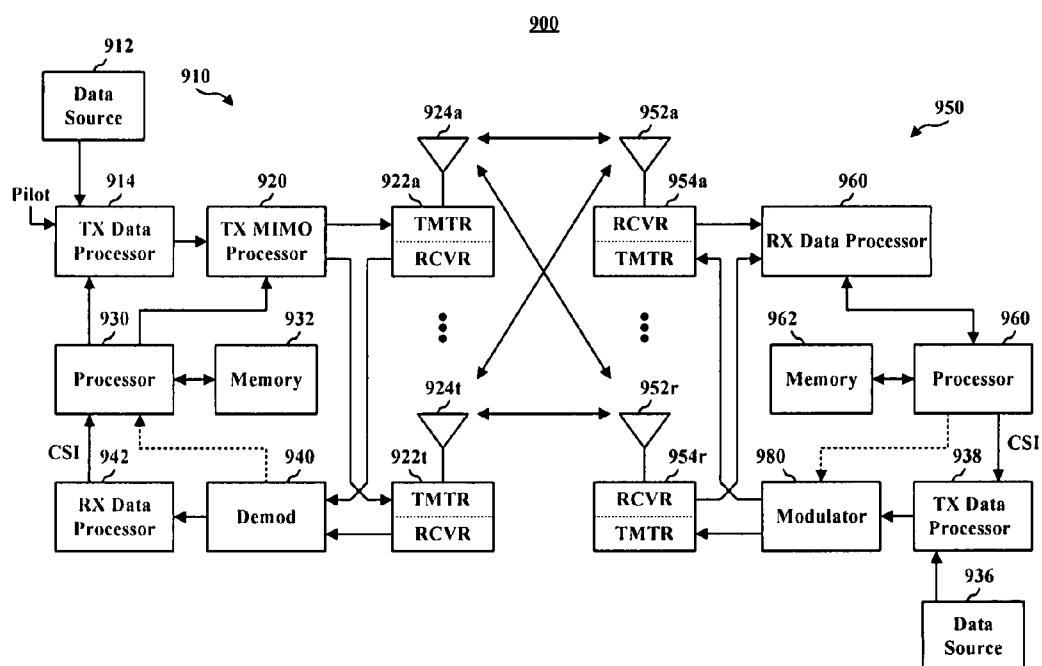 900
912
910
Data
Source
924a
952a
950
Pilot
914
920
922a
954a
960
TX Data
Processor
TX MIMO
Processor
TMTR
RCVR
RCVR
TMTR
RX Data Processor
930
932
962
960
Processor
Memory
924t
952r
Memory
Processor
CSI
942
940
922t
954r
980
938
CSI
RX Data
Processor
Demod
TMTR
RCVR
RCVR
TMTR
Modulator
TX Data
Processor
936
Data
Source